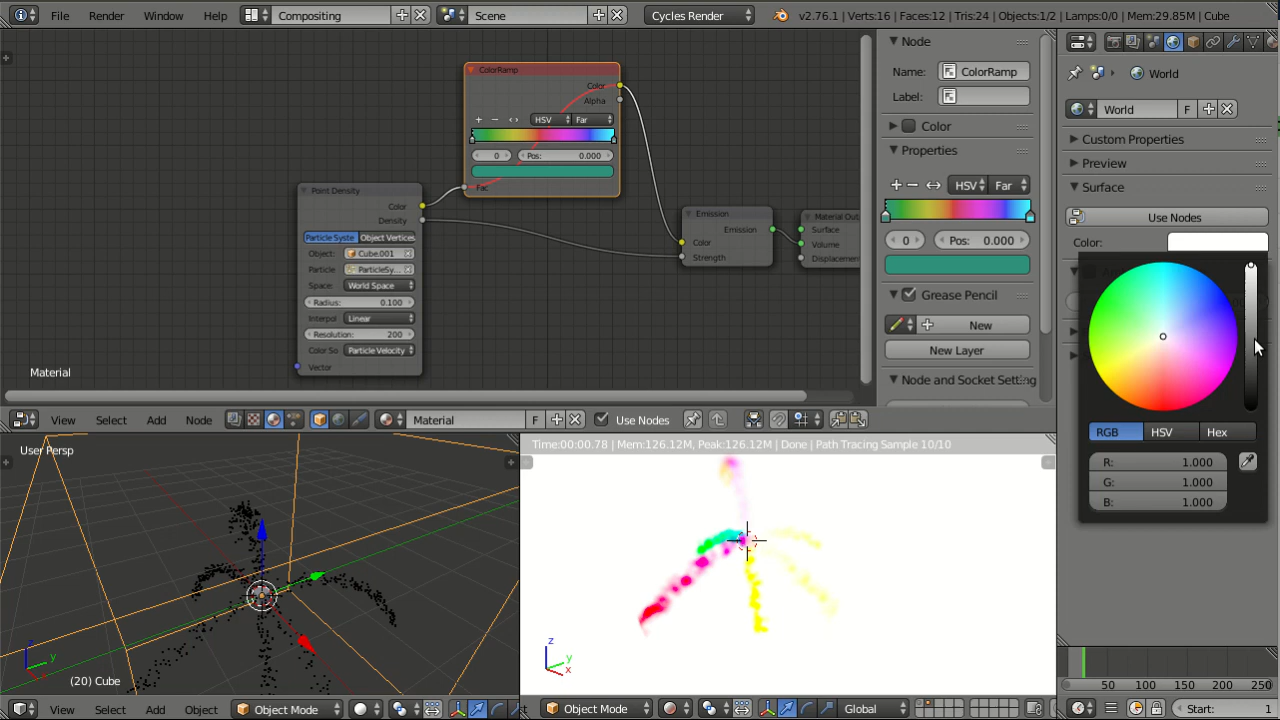 File Render Window Help Compositing Scene Cycles Render v2.76.1 | Verts:16 | Faces:12 | Tris:24 | Objects:1/2 | Lamps:0/0 | Mem:29.85M | Cube
ColorRamp
Color
Alpha
HSV Far
0 Pos: 0.000
Fac
Point Density
Color
Density
Particle Syste Object Vertices
Object: Cube.001
Particle ParticleSy...
Space: World Space
Radius: 0.100
Interpol Linear
Resolution: 200
Color So Particle Velocity
Vector
Emission
Emission
Color
Strength
Material Out
Surface
Volume
Displacemen
Material
Node
Name: ColorRamp
Label:
Color
Properties
HSV Far
0 Pos: 0.000
Grease Pencil
New
New Layer
Node and Socket Setting
World
World F
Custom Properties
Preview
Surface
Use Nodes
Color:
RGB HSV Hex
R: 1.000
G: 1.000
B: 1.000
View Select Add Node Material F Use Nodes
User Persp
z
y
(20) Cube
Time:00:00.78 | Mem:126.12M, Peak:126.12M | Done | Path Tracing Sample 10/10
z
y
x
View Select Add Object Object Mode
Object Mode Global
50 100 150 200 250
Start: 1